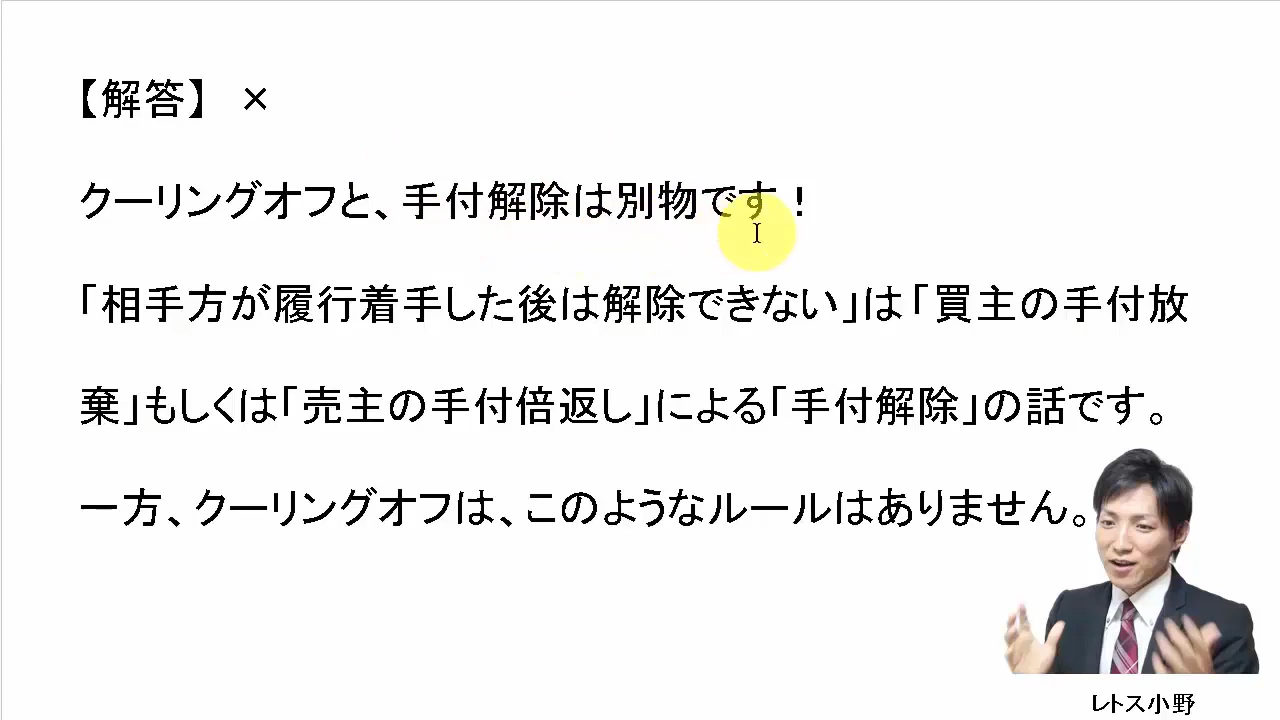 【解答】 ×
クーリングオフと、手付解除は別物です！
「相手方が履行着手した後は解除できない」は「買主の手付放
棄」もしくは「売主の手付倍返し」による「手付解除」の話です。
一方、クーリングオフは、このようなルールはありません。
レトス小野